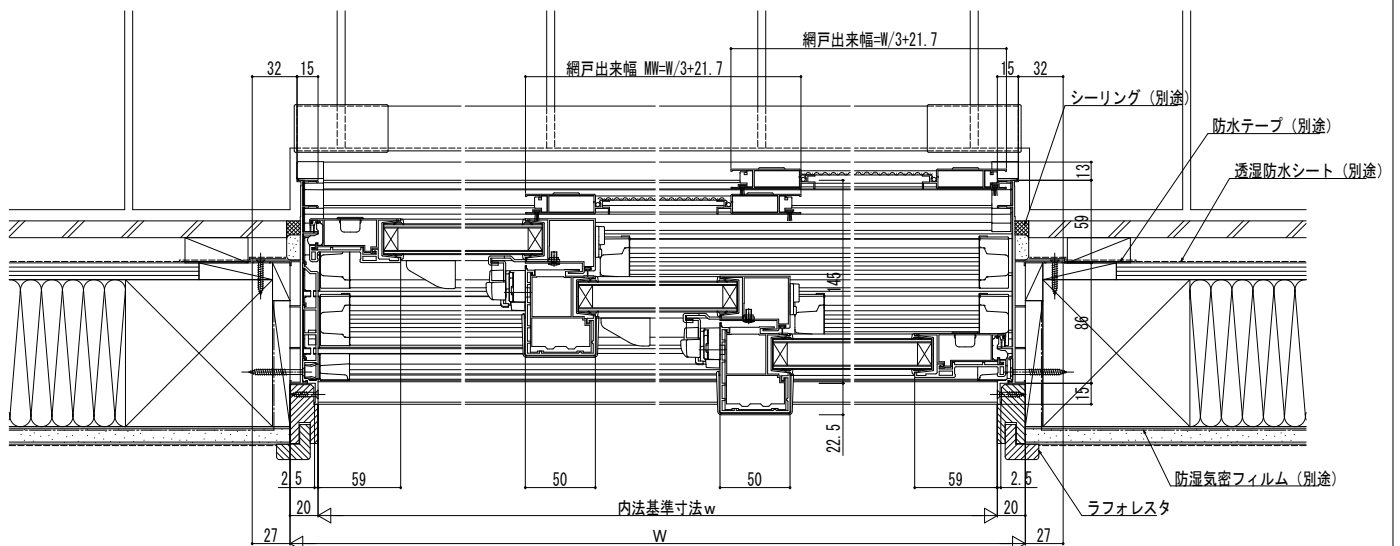 網戸出来幅=W/3+21.7
32
15
網戸出来幅 MW=W/3+21.7
15
32
シーリング（別途）
防水テープ（別途）
透湿防水シート（別途）
13
59
145
86
15
22.5
2.5
59
50
50
59
2.5
防湿気密フィルム（別途）
20
内法基準寸法w
20
ラフォレスタ
27
W
27